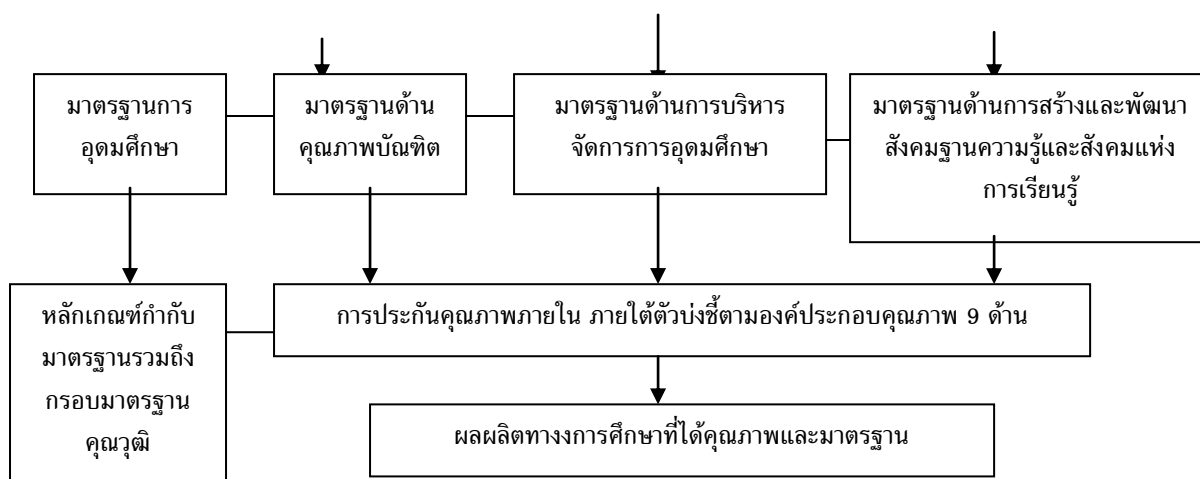 มาตรฐานการ
อุดมศึกษา
มาตรฐานด้าน
คุณภาพบัณฑิต
มาตรฐานด้านการบริหาร
จัดการการอุดมศึกษา
มาตรฐานด้านการสร้างและพัฒนา
สังคมฐานความรู้และสังคมแห่ง
การเรียนรู้
หลักเกณฑ์กำกับ
มาตรฐานรวมถึง
กรอบมาตรฐาน
คุณวุฒิ
การประกันคุณภาพภายใน ภายใต้ตัวบ่งชี้ตามองค์ประกอบคุณภาพ 9 ด้าน
ผลผลิตทางงการศึกษาที่ได้คุณภาพและมาตรฐาน